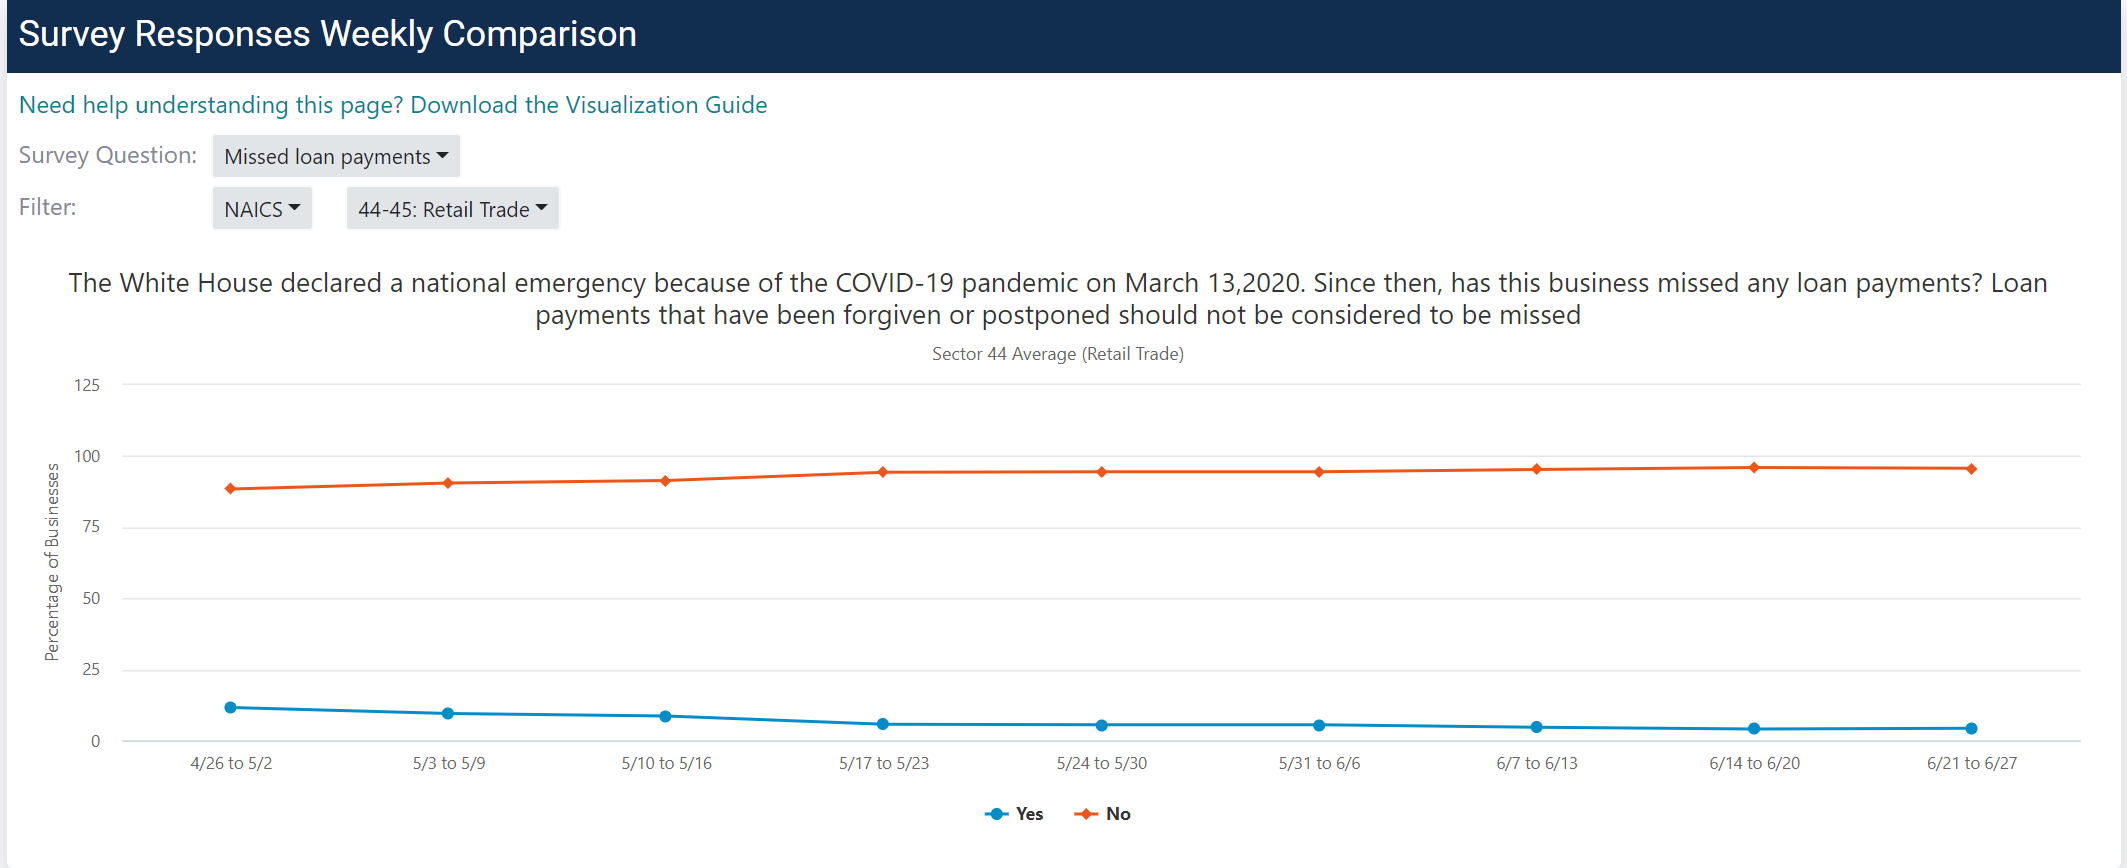 Survey Responses Weekly Comparison
Need help understanding this page? Download the Visualization Guide
Survey Question: Missed loan payments
Filter: NAICS 44-45: Retail Trade
The White House declared a national emergency because of the COVID-19 pandemic on March 13,2020. Since then, has this business missed any loan payments? Loan
payments that have been forgiven or postponed should not be considered to be missed
Sector 44 Average (Retail Trade)
Percentage of Businesses
125
100
75
50
25
0
4/26 to 5/2 5/3 to 5/9 5/10 to 5/16 5/17 to 5/23 5/24 to 5/30 5/31 to 6/6 6/7 to 6/13 6/14 to 6/20 6/21 to 6/27
Yes No